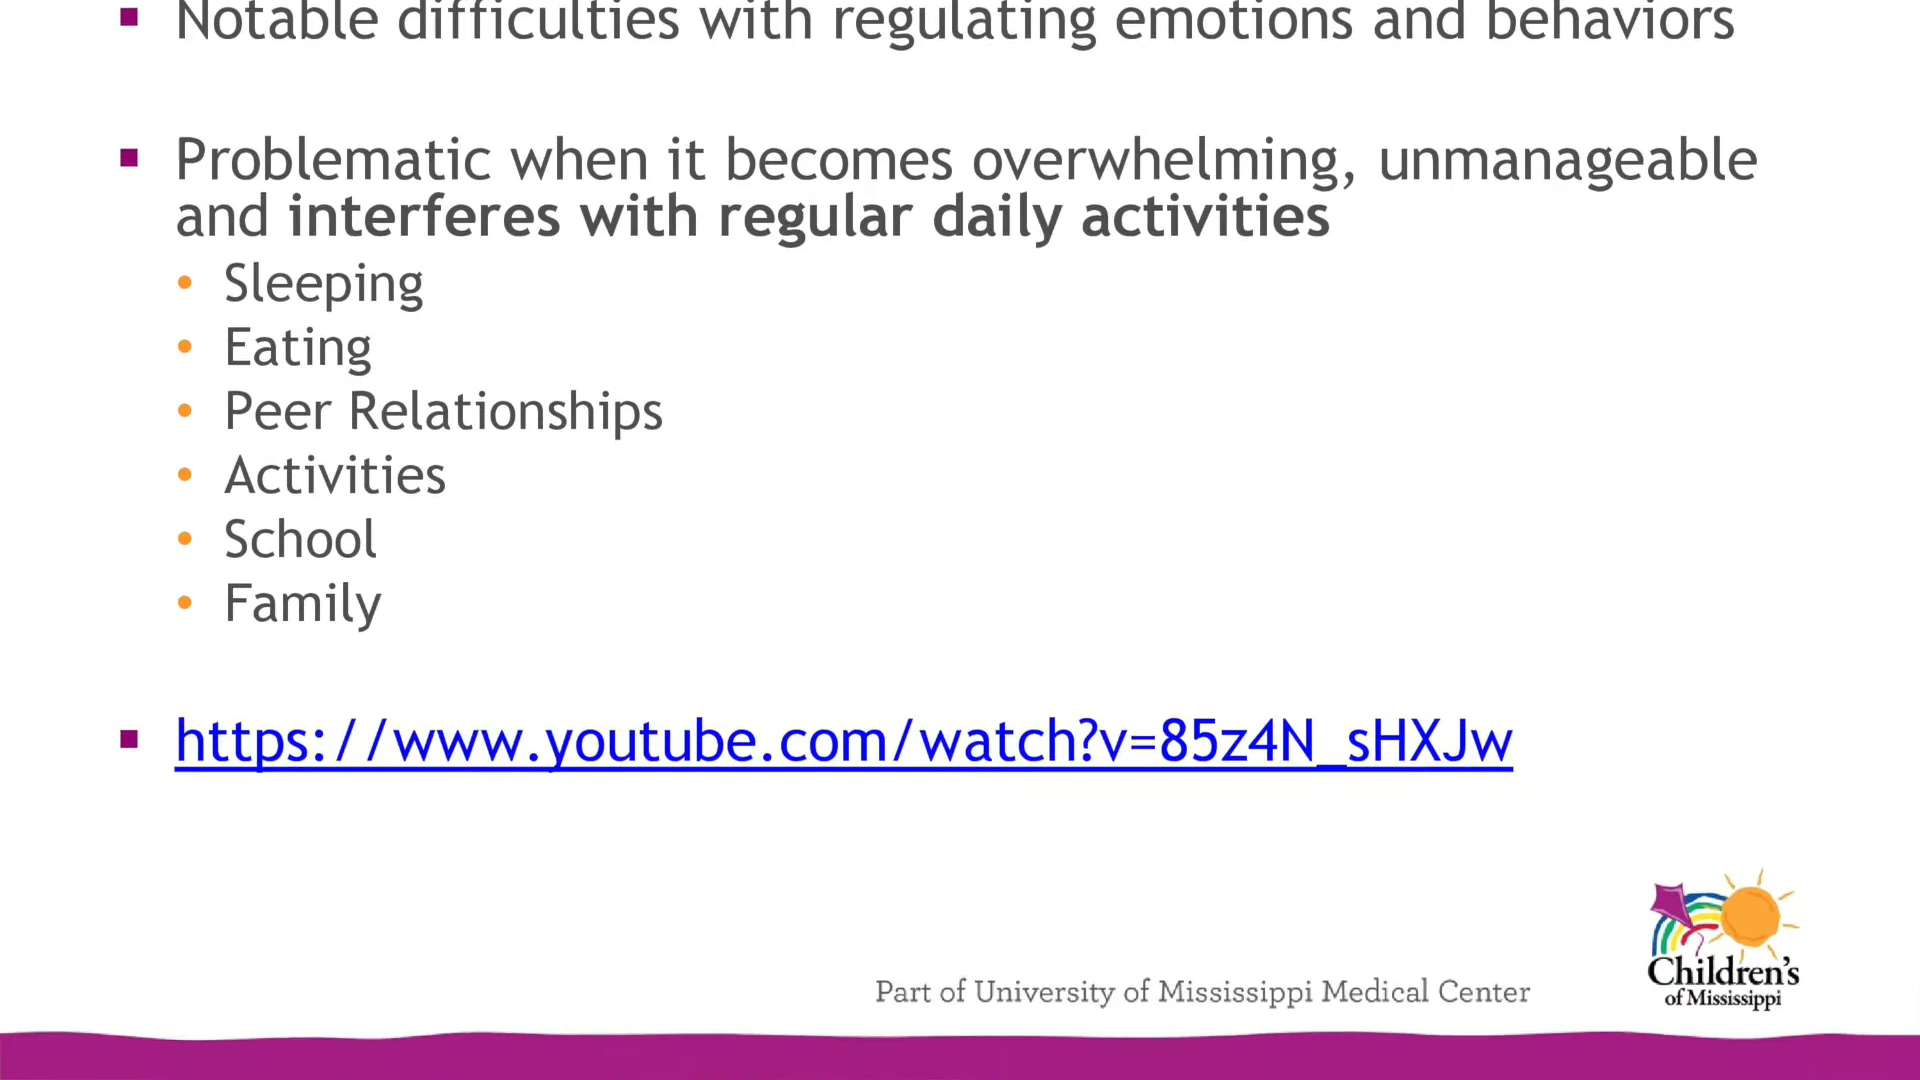 Notable difficulties with regulating emotions and behaviors
Problematic when it becomes overwhelming, unmanageable
and interferes with regular daily activities
Sleeping
Eating
Peer Relationships
Activities
School
Family
https://www.youtube.com/watch?v=85z4N_sHXJw
Part of University of Mississippi Medical Center
Children's
of Mississippi